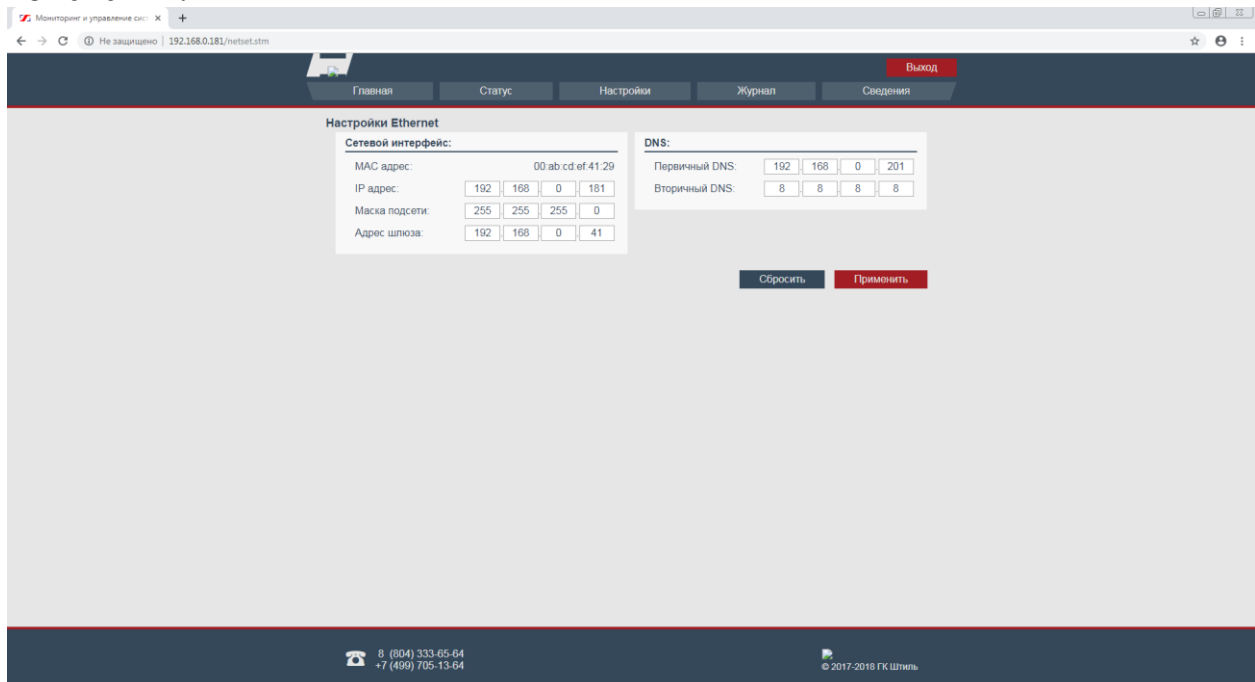 Мониторинг и управление сис
Не защищено | 192.168.0.181/netset.stm
Выход
Главная Статус Настройки Журнал Сведения
Настройки Ethernet
Сетевой интерфейс:
MAC адрес: 00:ab:cd:ef:41:29
IP адрес: 192 . 168 . 0 . 181
Маска подсети: 255 . 255 . 255 . 0
Адрес шлюза: 192 . 168 . 0 . 41
DNS:
Первичный DNS: 192 . 168 . 0 . 201
Вторичный DNS: 8 . 8 . 8 . 8
Сбросить Применить
8 (804) 333-65-64
+7 (499) 705-13-64
© 2017-2018 ГК Штиль